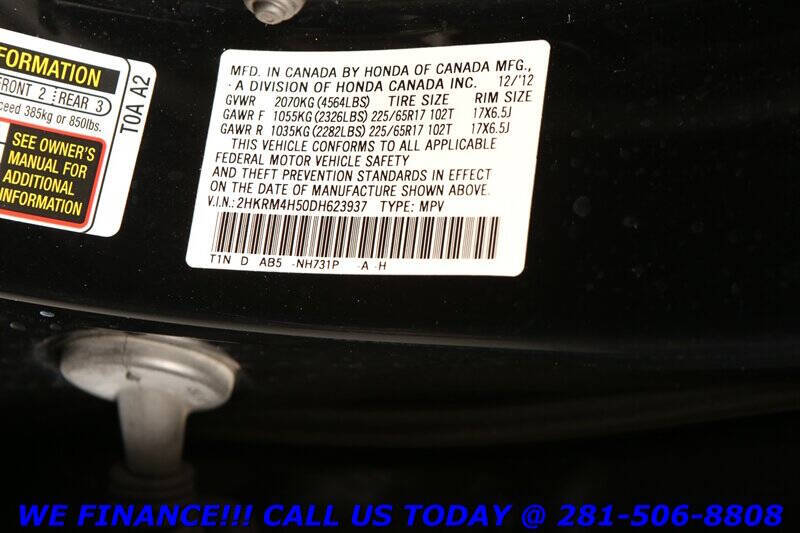 FORMATION
FRONT 2 REAR 3
ceed 385kg or 850lbs.
SEE OWNER'S
MANUAL FOR
ADDITIONAL
INFORMATION
T0A A2
MFD. IN CANADA BY HONDA OF CANADA MFG.,
A DIVISION OF HONDA CANADA INC. 12/'12
GVWR 2070KG (4564LBS) TIRE SIZE RIM SIZE
GAWR F 1055KG (2326LBS) 225/65R17 102T 17X6.5J
GAWR R 1035KG (2282LBS) 225/65R17 102T 17X6.5J
THIS VEHICLE CONFORMS TO ALL APPLICABLE
FEDERAL MOTOR VEHICLE SAFETY
AND THEFT PREVENTION STANDARDS IN EFFECT
ON THE DATE OF MANUFACTURE SHOWN ABOVE.
V.I.N.: 2HKRM4H50DH623937 TYPE: MPV
T1N D AB5 -NH731P -A -H
WE FINANCE!!! CALL US TODAY @ 281-506-8808